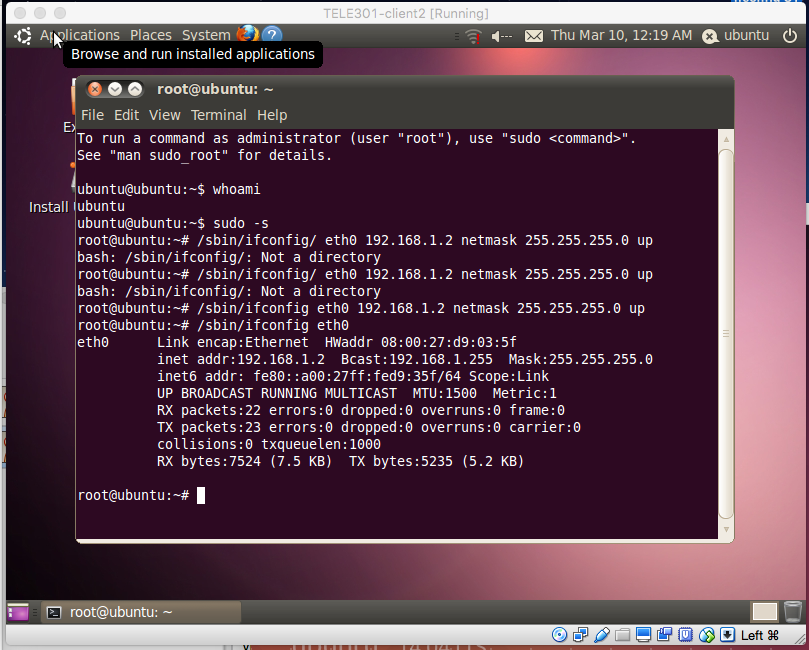 TELE301-client2 [Running]
Applications Places System
Thu Mar 10, 12:19 AM ubuntu
Browse and run installed applications
root@ubuntu: ~
File Edit View Terminal Help
Ex
Install
To run a command as administrator (user "root"), use "sudo <command>".
See "man sudo_root" for details.
ubuntu@ubuntu:~$ whoami
ubuntu
ubuntu@ubuntu:~$ sudo -s
root@ubuntu:~# /sbin/ifconfig/ eth0 192.168.1.2 netmask 255.255.255.0 up
bash: /sbin/ifconfig/: Not a directory
root@ubuntu:~# /sbin/ifconfig/ eth0 192.168.1.2 netmask 255.255.255.0 up
bash: /sbin/ifconfig/: Not a directory
root@ubuntu:~# /sbin/ifconfig eth0 192.168.1.2 netmask 255.255.255.0 up
root@ubuntu:~# /sbin/ifconfig eth0
eth0 Link encap:Ethernet HWaddr 08:00:27:d9:03:5f
inet addr:192.168.1.2 Bcast:192.168.1.255 Mask:255.255.255.0
inet6 addr: fe80::a00:27ff:fed9:35f/64 Scope:Link
UP BROADCAST RUNNING MULTICAST MTU:1500 Metric:1
RX packets:22 errors:0 dropped:0 overruns:0 frame:0
TX packets:23 errors:0 dropped:0 overruns:0 carrier:0
collisions:0 txqueuelen:1000
RX bytes:7524 (7.5 KB) TX bytes:5235 (5.2 KB)
root@ubuntu:~#
root@ubuntu: ~
Left ⌘